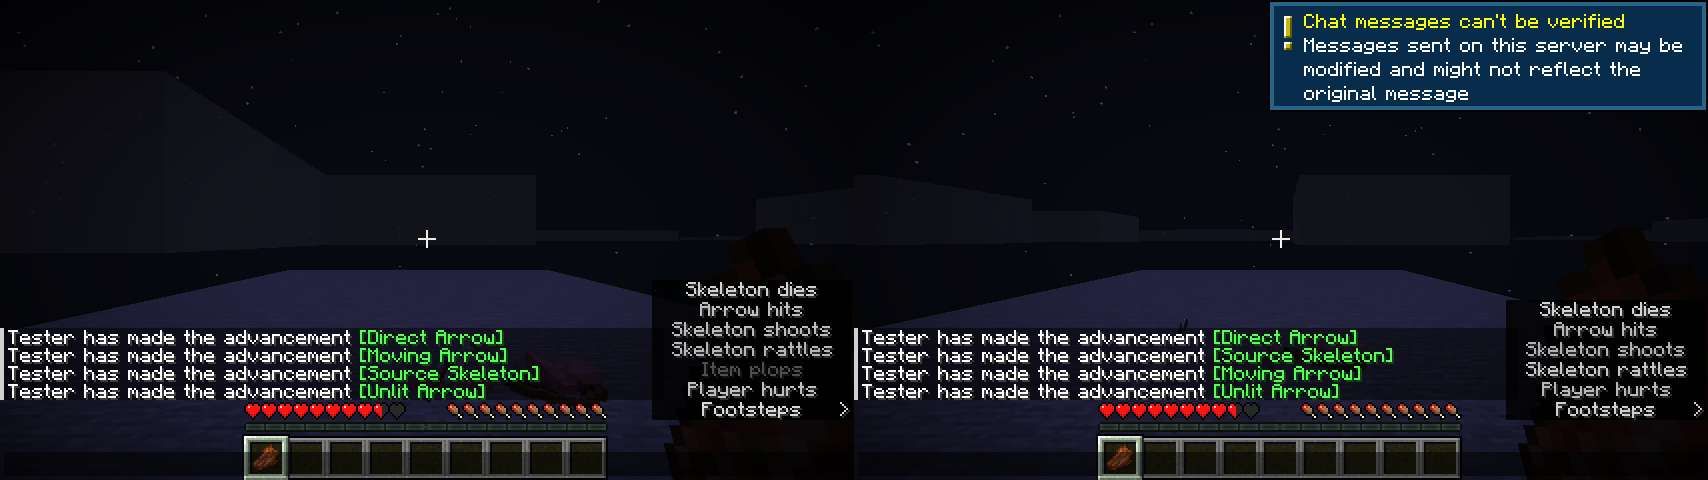 Skeleton dies
Arrow hits
Skeleton shoots
Skeleton rattles
Item plops
Player hurts
Footsteps >
Tester has made the advancement [Direct Arrow]
Tester has made the advancement [Moving Arrow]
Tester has made the advancement [Source Skeleton]
Tester has made the advancement [Unlit Arrow]
Chat messages can't be verified
Messages sent on this server may be
modified and might not reflect the
original message
Skeleton dies
Arrow hits
Skeleton shoots
Skeleton rattles
Player hurts
Footsteps >
Tester has made the advancement [Direct Arrow]
Tester has made the advancement [Source Skeleton]
Tester has made the advancement [Moving Arrow]
Tester has made the advancement [Unlit Arrow]